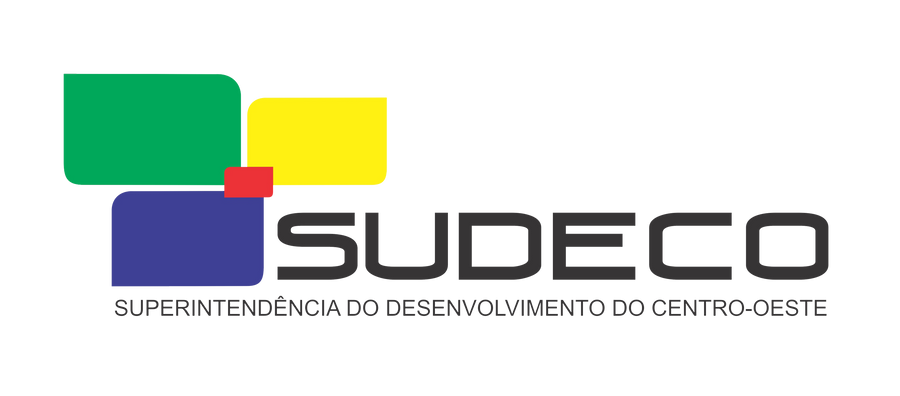 SUDECO
SUPERINTENDÊNCIA DO DESENVOLVIMENTO DO CENTRO-OESTE